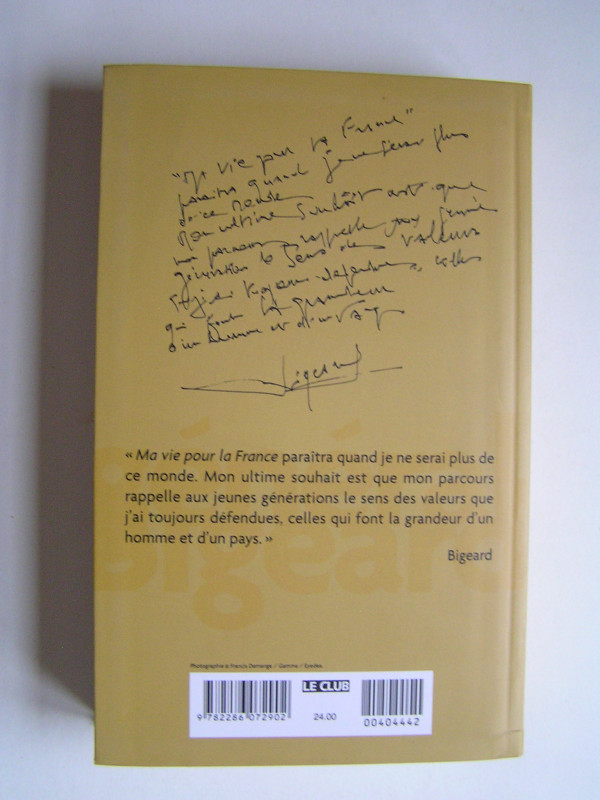 "Ma vie pour la France"
paraîtra quand je ne serai plus
de ce monde.
Mon ultime souhait est que
mon parcours rappelle aux jeunes
générations le sens des valeurs
que j'ai toujours défendues, celles
qui font la grandeur
d'un homme et d'un pays
Bigeard
Bigeard
« Ma vie pour la France paraîtra quand je ne serai plus de
ce monde. Mon ultime souhait est que mon parcours
rappelle aux jeunes générations le sens des valeurs que
j'ai toujours défendues, celles qui font la grandeur d'un
homme et d'un pays. »
Bigeard
Photographie © Francis Demange / Gamma / Eyedea.
LE CLUB
9 782286 072902
24.00
00404442